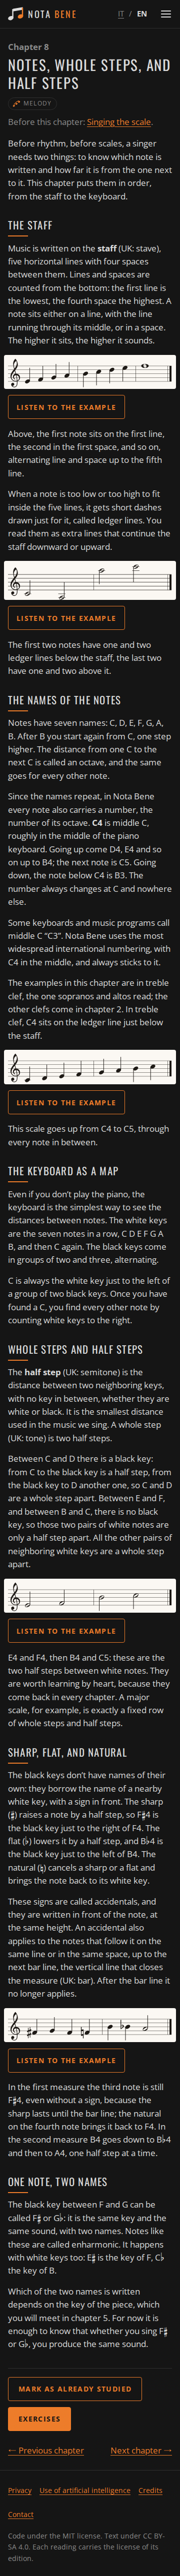 NOTA BENE
IT / EN
Chapter 8
NOTES, WHOLE STEPS, AND
HALF STEPS
MELODY
Before this chapter: Singing the scale.
Before rhythm, before scales, a singer
needs two things: to know which note is
written and how far it is from the one next
to it. This chapter puts them in order,
from the staff to the keyboard.
THE STAFF
Music is written on the staff (UK: stave),
five horizontal lines with four spaces
between them. Lines and spaces are
counted from the bottom: the first line is
the lowest, the fourth space the highest. A
note sits either on a line, with the line
running through its middle, or in a space.
The higher it sits, the higher it sounds.
LISTEN TO THE EXAMPLE
Above, the first note sits on the first line,
the second in the first space, and so on,
alternating line and space up to the fifth
line.
When a note is too low or too high to fit
inside the five lines, it gets short dashes
drawn just for it, called ledger lines. You
read them as extra lines that continue the
staff downward or upward.
LISTEN TO THE EXAMPLE
The first two notes have one and two
ledger lines below the staff, the last two
have one and two above it.
THE NAMES OF THE NOTES
Notes have seven names: C, D, E, F, G, A,
B. After B you start again from C, one step
higher. The distance from one C to the
next C is called an octave, and the same
goes for every other note.
Since the names repeat, in Nota Bene
every note also carries a number, the
number of its octave. C4 is middle C,
roughly in the middle of the piano
keyboard. Going up come D4, E4 and so
on up to B4; the next note is C5. Going
down, the note below C4 is B3. The
number always changes at C and nowhere
else.
Some keyboards and music programs call
middle C “C3”. Nota Bene uses the most
widespread international numbering, with
C4 in the middle, and always sticks to it.
The examples in this chapter are in treble
clef, the one sopranos and altos read; the
other clefs come in chapter 2. In treble
clef, C4 sits on the ledger line just below
the staff.
LISTEN TO THE EXAMPLE
This scale goes up from C4 to C5, through
every note in between.
THE KEYBOARD AS A MAP
Even if you don’t play the piano, the
keyboard is the simplest way to see the
distances between notes. The white keys
are the seven notes in a row, C D E F G A
B, and then C again. The black keys come
in groups of two and three, alternating.
C is always the white key just to the left of
a group of two black keys. Once you have
found a C, you find every other note by
counting white keys to the right.
WHOLE STEPS AND HALF STEPS
The half step (UK: semitone) is the
distance between two neighboring keys,
with no key in between, whether they are
white or black. It is the smallest distance
used in the music we sing. A whole step
(UK: tone) is two half steps.
Between C and D there is a black key:
from C to the black key is a half step, from
the black key to D another one, so C and D
are a whole step apart. Between E and F,
and between B and C, there is no black
key, so those two pairs of white notes are
only a half step apart. All the other pairs of
neighboring white keys are a whole step
apart.
LISTEN TO THE EXAMPLE
E4 and F4, then B4 and C5: these are the
two half steps between white notes. They
are worth learning by heart, because they
come back in every chapter. A major
scale, for example, is exactly a fixed row
of whole steps and half steps.
SHARP, FLAT, AND NATURAL
The black keys don’t have names of their
own: they borrow the name of a nearby
white key, with a sign in front. The sharp
(♯) raises a note by a half step, so F♯4 is
the black key just to the right of F4. The
flat (♭) lowers it by a half step, and B♭4 is
the black key just to the left of B4. The
natural (♮) cancels a sharp or a flat and
brings the note back to its white key.
These signs are called accidentals, and
they are written in front of the note, at
the same height. An accidental also
applies to the notes that follow it on the
same line or in the same space, up to the
next bar line, the vertical line that closes
the measure (UK: bar). After the bar line it
no longer applies.
LISTEN TO THE EXAMPLE
In the first measure the third note is still
F♯4, even without a sign, because the
sharp lasts until the bar line; the natural
on the fourth note brings it back to F4. In
the second measure B4 goes down to B♭4
and then to A4, one half step at a time.
ONE NOTE, TWO NAMES
The black key between F and G can be
called F♯ or G♭: it is the same key and the
same sound, with two names. Notes like
these are called enharmonic. It happens
with white keys too: E♯ is the key of F, C♭
the key of B.
Which of the two names is written
depends on the key of the piece, which
you will meet in chapter 5. For now it is
enough to know that whether you sing F♯
or G♭, you produce the same sound.
MARK AS ALREADY STUDIED
EXERCISES
← Previous chapter
Next chapter →
Privacy Use of artificial intelligence Credits
Contact
Code under the MIT license. Text under CC BY-
SA 4.0. Each reading carries the license of its
edition.